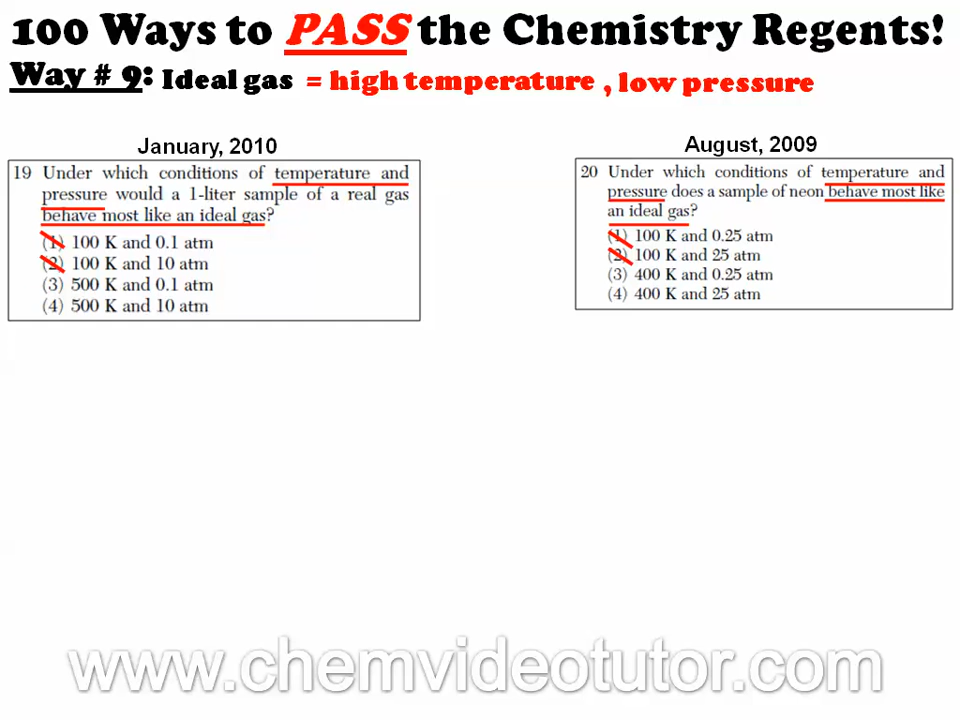 100 Ways to PASS the Chemistry Regents!
Way # 9: Ideal gas = high temperature , low pressure
January, 2010
19 Under which conditions of temperature and
pressure would a 1-liter sample of a real gas
behave most like an ideal gas?
(1) 100 K and 0.1 atm
(2) 100 K and 10 atm
(3) 500 K and 0.1 atm
(4) 500 K and 10 atm
August, 2009
20 Under which conditions of temperature and
pressure does a sample of neon behave most like
an ideal gas?
(1) 100 K and 0.25 atm
(2) 100 K and 25 atm
(3) 400 K and 0.25 atm
(4) 400 K and 25 atm
www.chemvideotutor.com